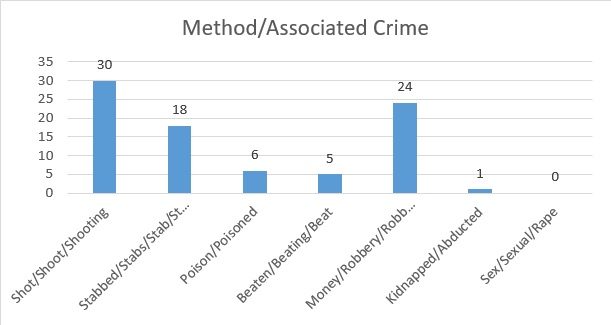 Method/Associated Crime
35
30
25
20
15
10
5
0
30
18
6
5
24
1
0
Shot/Shoot/Shooting
Stabbed/Stabs/Stab/St...
Poison/Poisoned
Beaten/Beating/Beat
Money/Robbery/Robb...
Kidnapped/Abducted
Sex/Sexual/Rape